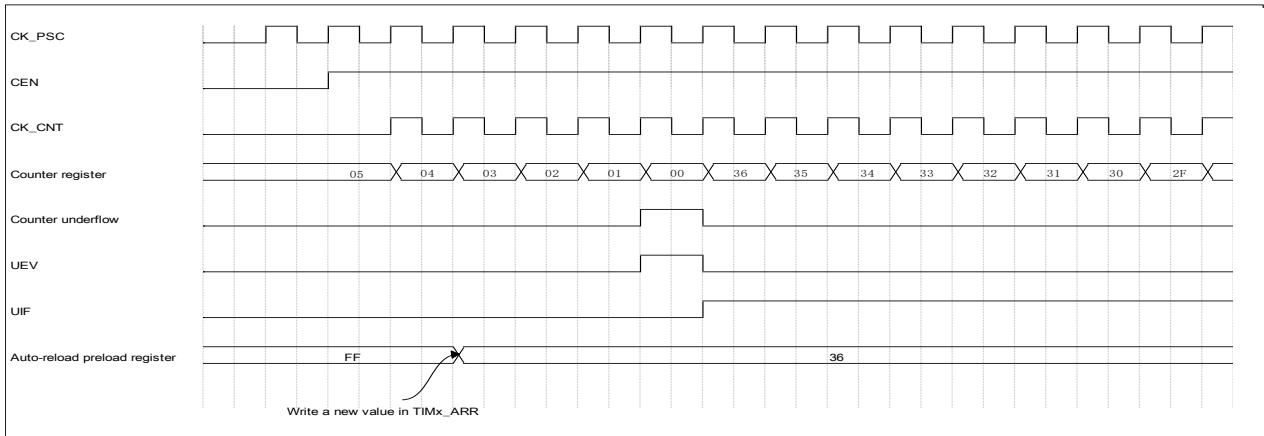 CK_PSC
CEN
CK_CNT
Counter register 05 04 03 02 01 00 36 35 34 33 32 31 30 2F
Counter underflow
UEV
UIF
Auto-reload preload register FF 36
Write a new value in TIMx_ARR